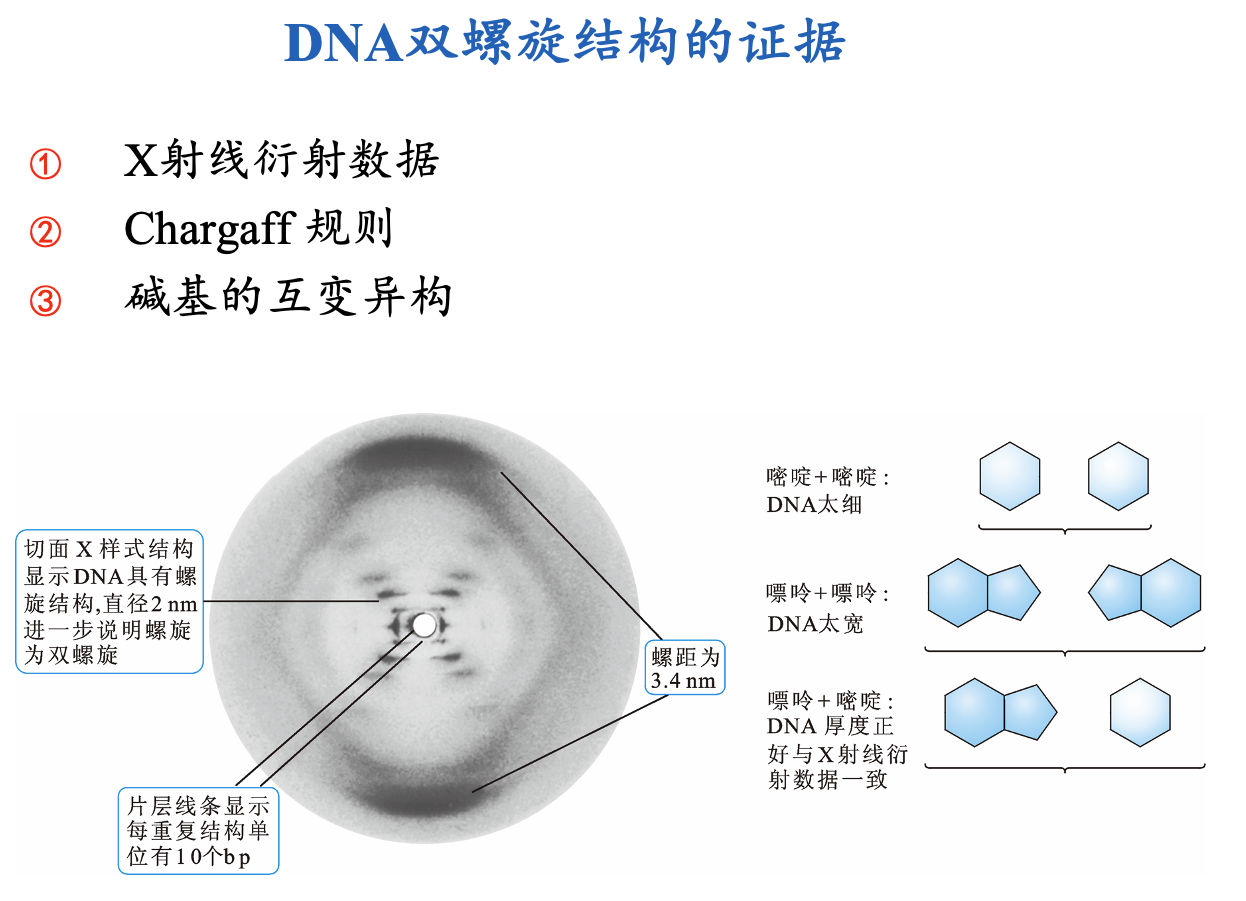 DNA双螺旋结构的证据
① X射线衍射数据
② Chargaff 规则
③ 碱基的互变异构
切面 X 样式结构
显示DNA具有螺
旋结构,直径2 nm
进一步说明螺旋
为双螺旋
螺距为
3.4 nm
片层线条显示
每重复结构单
位有10个bp
嘧啶+嘧啶:
DNA太细
嘌呤+嘌呤:
DNA太宽
嘌呤+嘧啶:
DNA 厚度正
好与X射线衍
射数据一致